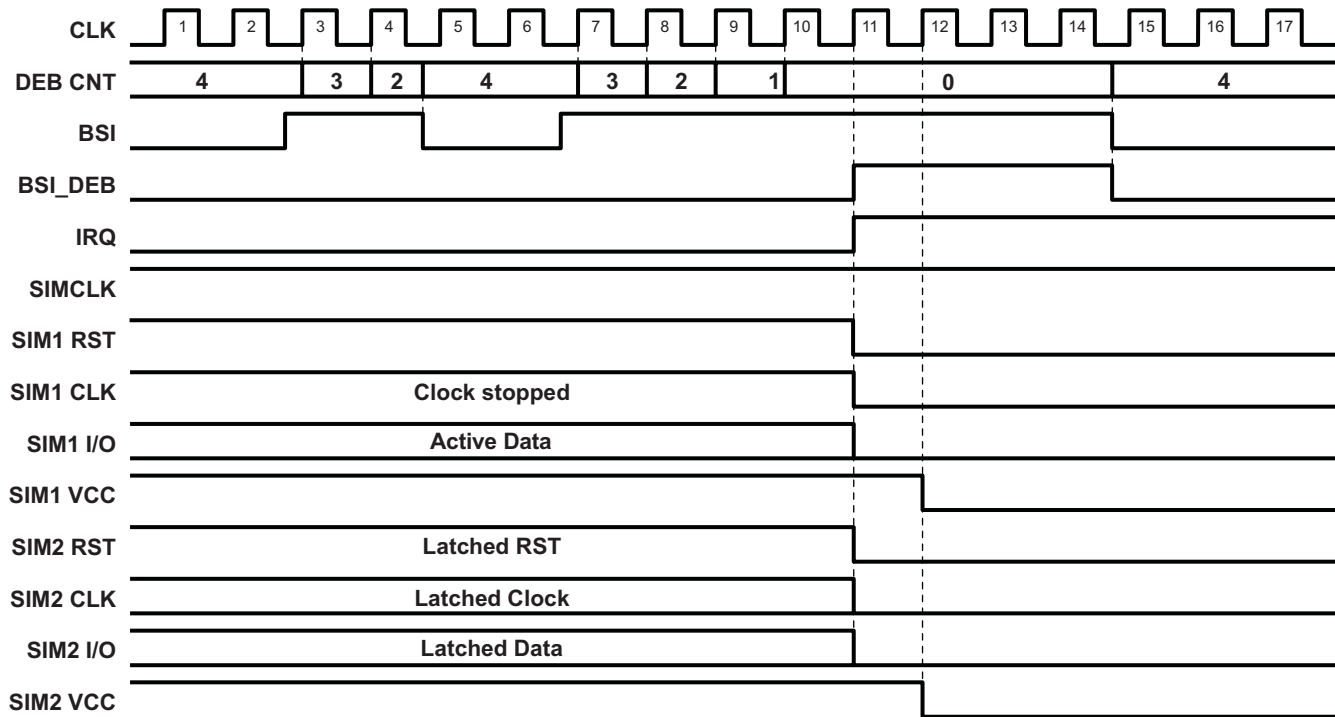 CLK 1 2 3 4 5 6 7 8 9 10 11 12 13 14 15 16 17
DEB CNT 4 3 2 4 3 2 1 0 4
BSI
BSI_DEB
IRQ
SIMCLK
SIM1 RST
SIM1 CLK Clock stopped
SIM1 I/O Active Data
SIM1 VCC
SIM2 RST Latched RST
SIM2 CLK Latched Clock
SIM2 I/O Latched Data
SIM2 VCC